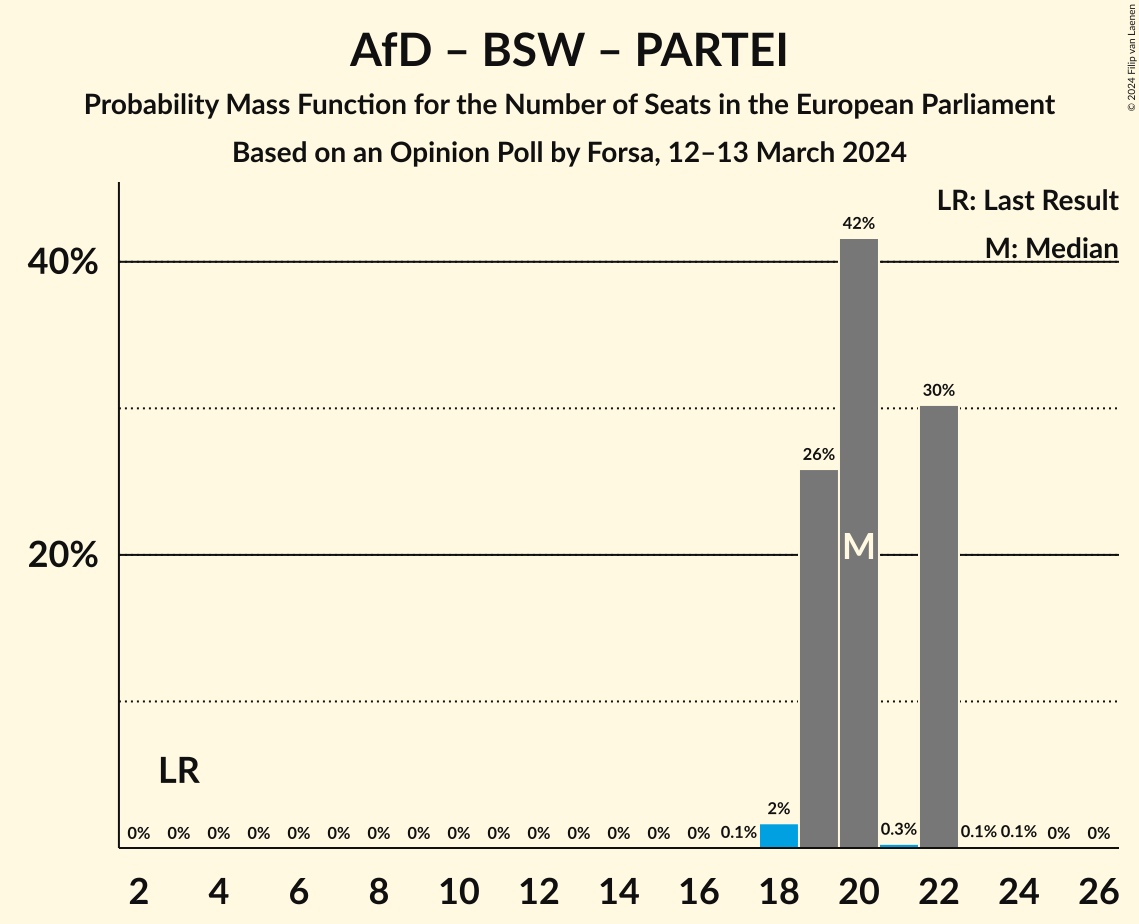 AfD – BSW – PARTEI
Probability Mass Function for the Number of Seats in the European Parliament
Based on an Opinion Poll by Forsa, 12–13 March 2024
© 2024 Filip van Laenen
LR: Last Result
M: Median
42%
40%
30%
26%
20%
M
LR
2%
0% 0% 0% 0% 0% 0% 0% 0% 0% 0% 0% 0% 0% 0% 0% 0.1% 0.3% 0.1% 0.1% 0% 0%
2 4 6 8 10 12 14 16 18 20 22 24 26